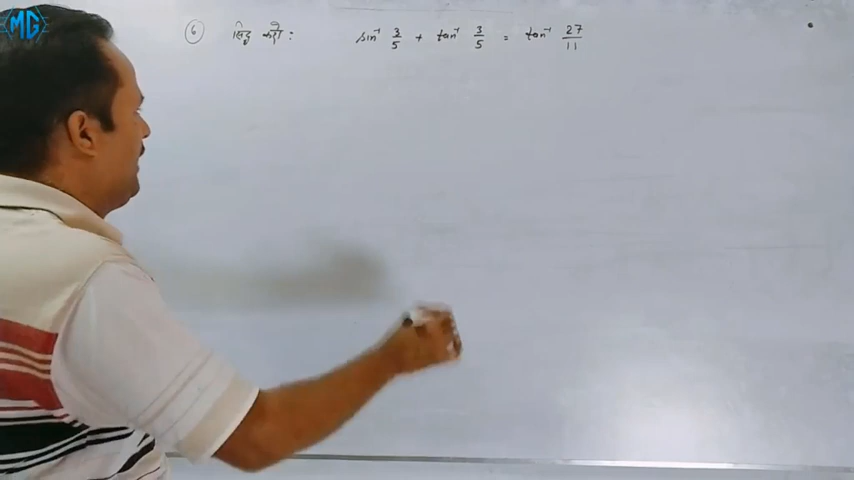 MG
⑥ सिद्ध करें : sin⁻¹ 3/5 + tan⁻¹ 3/5 = tan⁻¹ 27/11